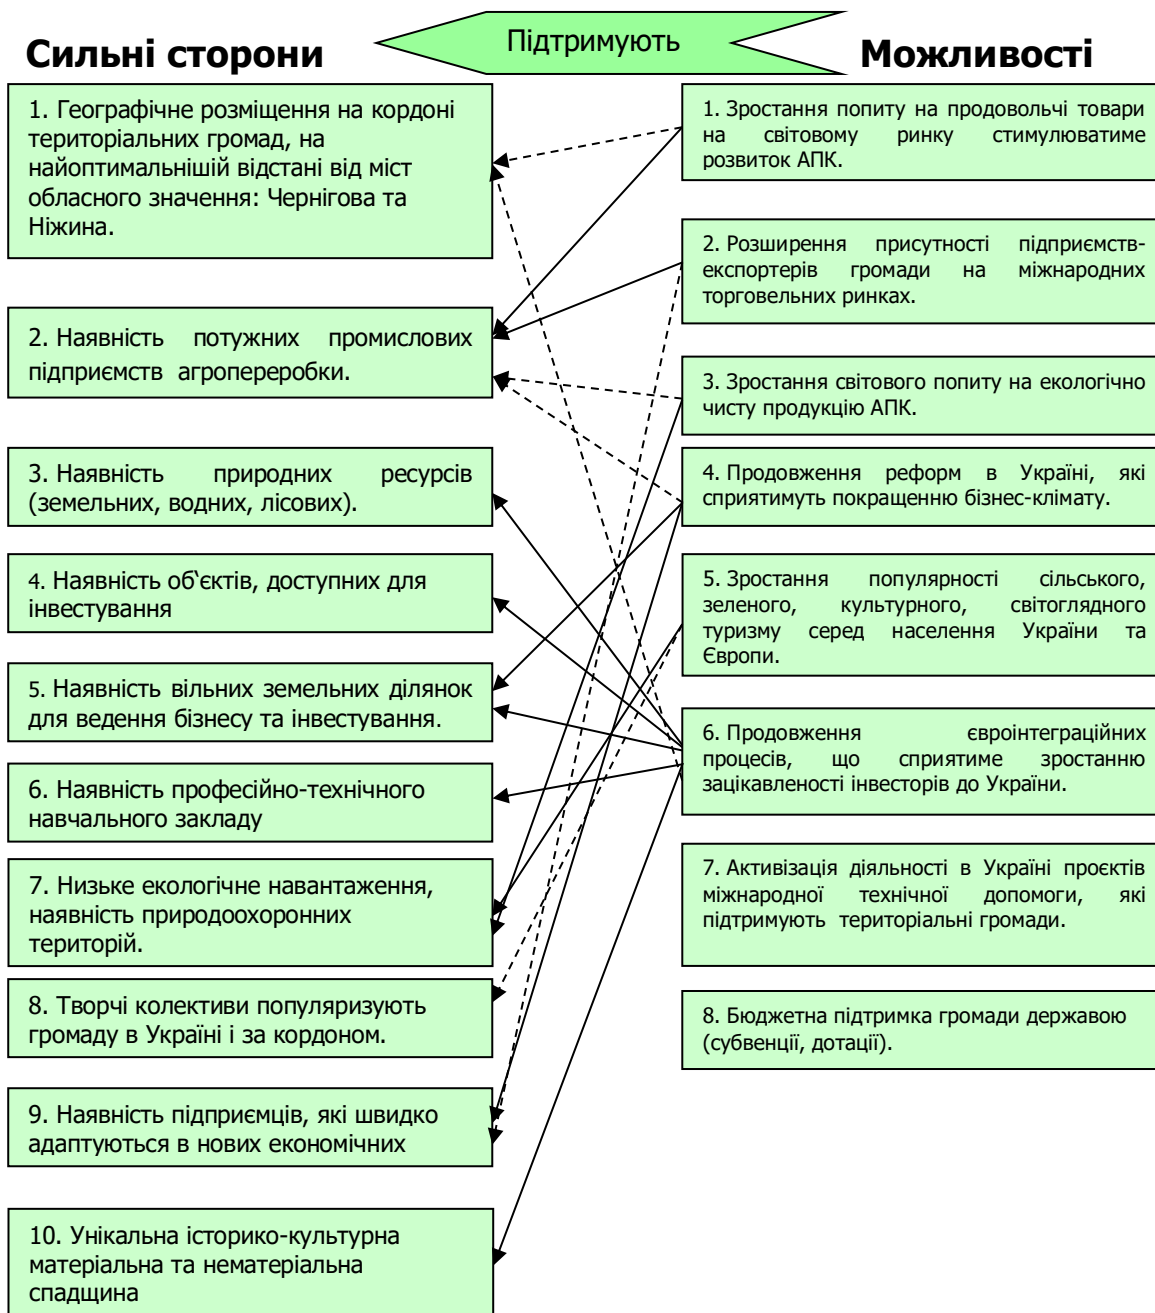 Підтримують
Сильні сторони
Можливості
1. Географічне розміщення на кордоні
територіальних громад, на
найоптимальнішій відстані від міст
обласного значення: Чернігова та
Ніжина.
2. Наявність потужних промислових
підприємств агропереробки.
3. Наявність природних ресурсів
(земельних, водних, лісових).
4. Наявність об‘єктів, доступних для
інвестування
5. Наявність вільних земельних ділянок
для ведення бізнесу та інвестування.
6. Наявність професійно-технічного
навчального закладу
7. Низьке екологічне навантаження,
наявність природоохоронних
територій.
8. Творчі колективи популяризують
громаду в Україні і за кордоном.
9. Наявність підприємців, які швидко
адаптуються в нових економічних
10. Унікальна історико-культурна
матеріальна та нематеріальна
спадщина
1. Зростання попиту на продовольчі товари
на світовому ринку стимулюватиме
розвиток АПК.
2. Розширення присутності підприємств-
експортерів громади на міжнародних
торговельних ринках.
3. Зростання світового попиту на екологічно
чисту продукцію АПК.
4. Продовження реформ в Україні, які
сприятимуть покращенню бізнес-клімату.
5. Зростання популярності сільського,
зеленого, культурного, світоглядного
туризму серед населення України та
Європи.
6. Продовження євроінтеграційних
процесів, що сприятиме зростанню
зацікавленості інвесторів до України.
7. Активізація діяльності в Україні проєктів
міжнародної технічної допомоги, які
підтримують територіальні громади.
8. Бюджетна підтримка громади державою
(субвенції, дотації).